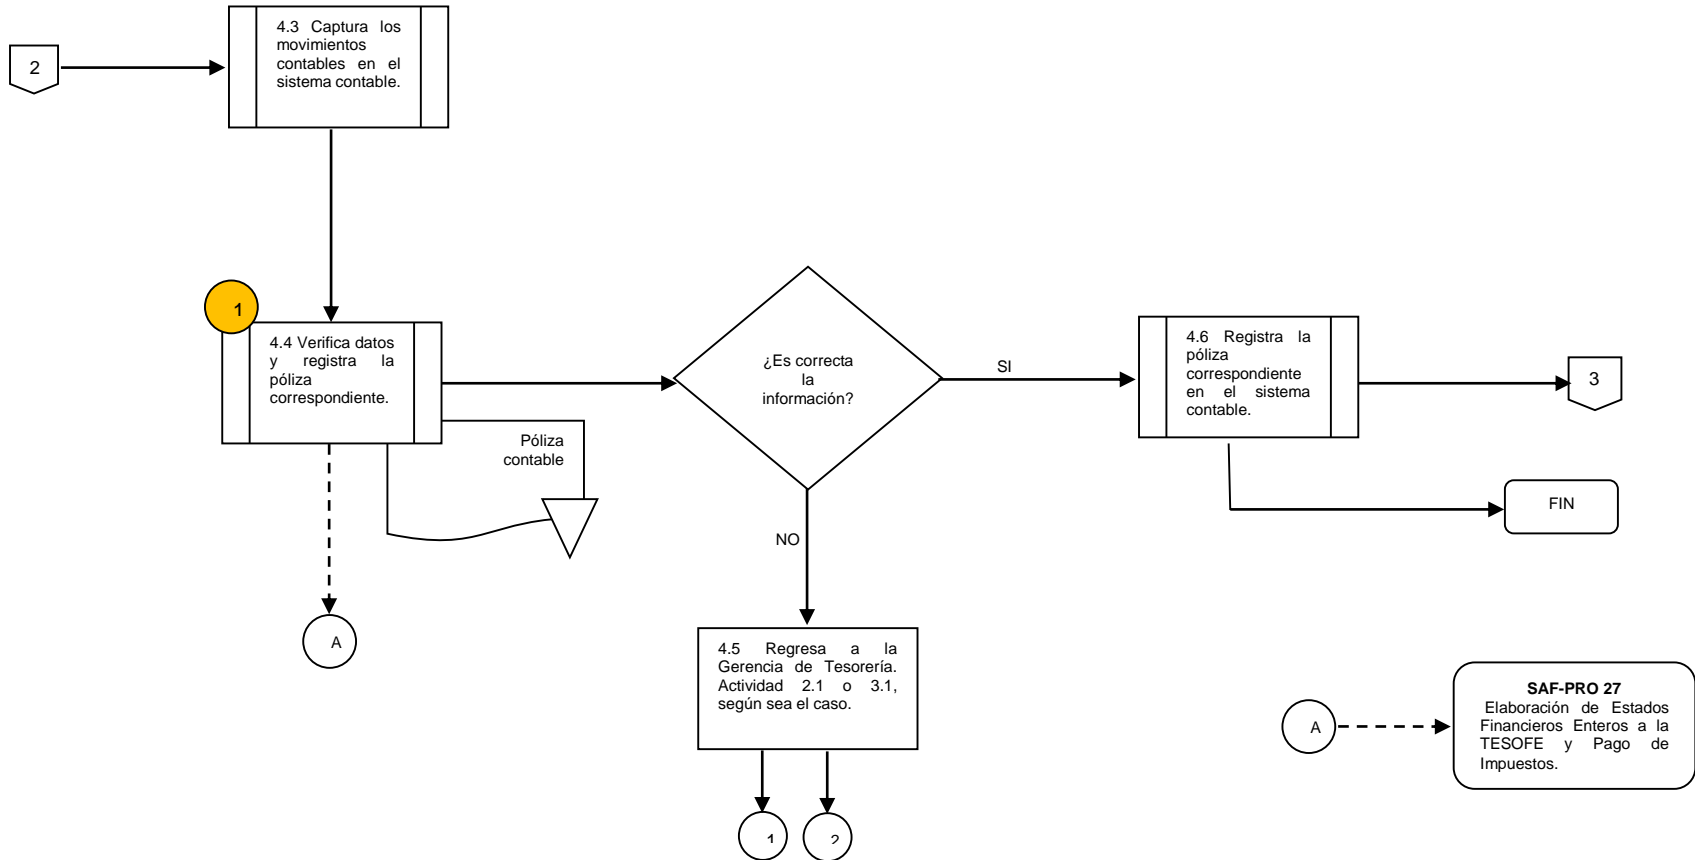 4.3 Captura los
movimientos
contables en el
sistema contable.
2
1
4.4 Verifica datos
y registra la
póliza
correspondiente.
Póliza
contable
A
¿Es correcta
la
información?
SI
NO
4.6 Registra la
póliza
correspondiente
en el sistema
contable.
3
FIN
4.5 Regresa a la
Gerencia de Tesorería.
Actividad 2.1 o 3.1,
según sea el caso.
1
2
A
SAF-PRO 27
Elaboración de Estados
Financieros Enteros a la
TESOFE y Pago de
Impuestos.